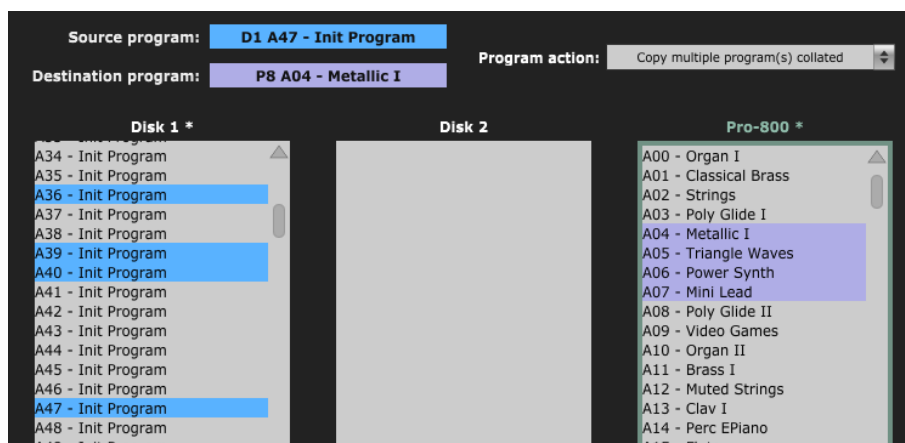 Source program: D1 A47 - Init Program
Destination program: P8 A04 - Metallic I
Program action: Copy multiple program(s) collated
Disk 1 *
A34 - Init Program
A35 - Init Program
A36 - Init Program
A37 - Init Program
A38 - Init Program
A39 - Init Program
A40 - Init Program
A41 - Init Program
A42 - Init Program
A43 - Init Program
A44 - Init Program
A45 - Init Program
A46 - Init Program
A47 - Init Program
A48 - Init Program
Disk 2
Pro-800 *
A00 - Organ I
A01 - Classical Brass
A02 - Strings
A03 - Poly Glide I
A04 - Metallic I
A05 - Triangle Waves
A06 - Power Synth
A07 - Mini Lead
A08 - Poly Glide II
A09 - Video Games
A10 - Organ II
A11 - Brass I
A12 - Muted Strings
A13 - Clav I
A14 - Perc EPiano